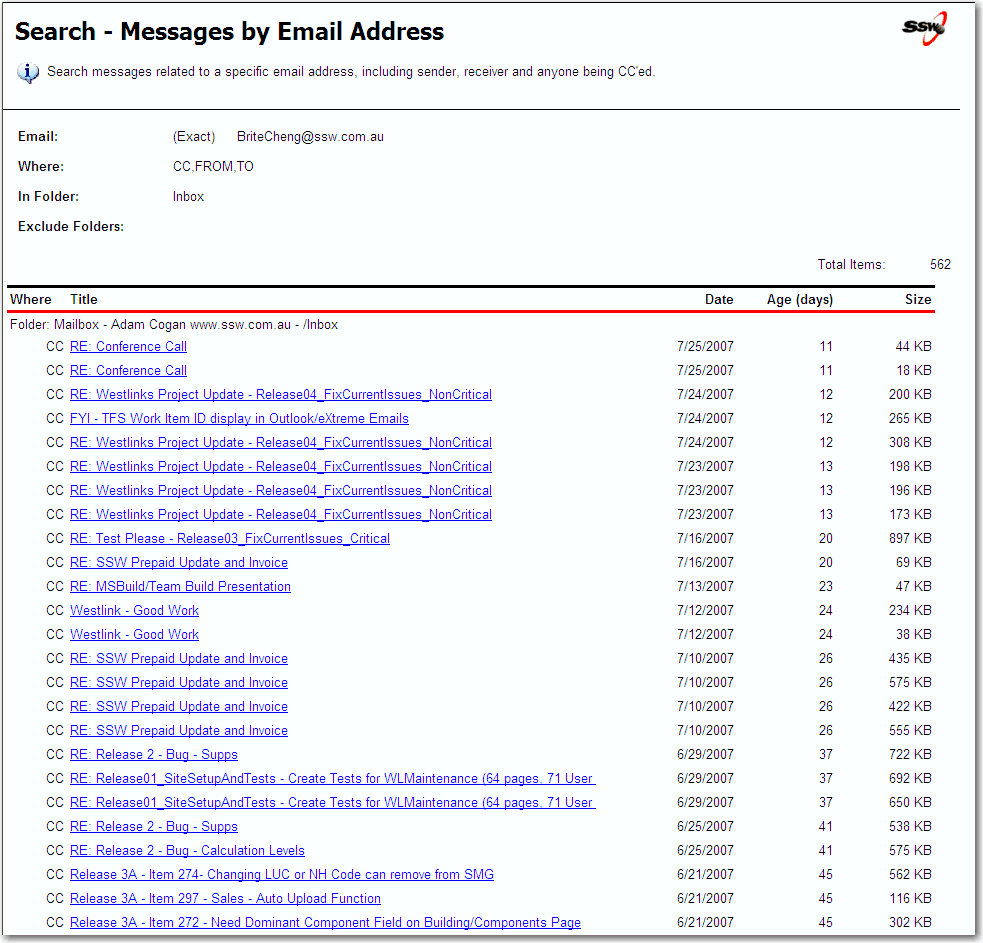 Search - Messages by Email Address
SSW
Search messages related to a specific email address, including sender, receiver and anyone being CC'ed.
Email: (Exact) BriteCheng@ssw.com.au
Where: CC,FROM,TO
In Folder: Inbox
Exclude Folders:
Total Items: 562
Where Title Date Age (days) Size
Folder: Mailbox - Adam Cogan www.ssw.com.au - /Inbox
CC RE: Conference Call 7/25/2007 11 44 KB
CC RE: Conference Call 7/25/2007 11 18 KB
CC RE: Westlinks Project Update - Release04_FixCurrentIssues_NonCritical 7/24/2007 12 200 KB
CC FYI - TFS Work Item ID display in Outlook/eXtreme Emails 7/24/2007 12 265 KB
CC RE: Westlinks Project Update - Release04_FixCurrentIssues_NonCritical 7/24/2007 12 308 KB
CC RE: Westlinks Project Update - Release04_FixCurrentIssues_NonCritical 7/23/2007 13 198 KB
CC RE: Westlinks Project Update - Release04_FixCurrentIssues_NonCritical 7/23/2007 13 196 KB
CC RE: Westlinks Project Update - Release04_FixCurrentIssues_NonCritical 7/23/2007 13 173 KB
CC RE: Test Please - Release03_FixCurrentIssues_Critical 7/16/2007 20 897 KB
CC RE: SSW Prepaid Update and Invoice 7/16/2007 20 69 KB
CC RE: MSBuild/Team Build Presentation 7/13/2007 23 47 KB
CC Westlink - Good Work 7/12/2007 24 234 KB
CC Westlink - Good Work 7/12/2007 24 38 KB
CC RE: SSW Prepaid Update and Invoice 7/10/2007 26 435 KB
CC RE: SSW Prepaid Update and Invoice 7/10/2007 26 575 KB
CC RE: SSW Prepaid Update and Invoice 7/10/2007 26 422 KB
CC RE: SSW Prepaid Update and Invoice 7/10/2007 26 555 KB
CC RE: Release 2 - Bug - Supps 6/29/2007 37 722 KB
CC RE: Release01_SiteSetupAndTests - Create Tests for WLMaintenance (64 pages, 71 User 6/29/2007 37 692 KB
CC RE: Release01_SiteSetupAndTests - Create Tests for WLMaintenance (64 pages, 71 User 6/29/2007 37 650 KB
CC RE: Release 2 - Bug - Supps 6/25/2007 41 538 KB
CC RE: Release 2 - Bug - Calculation Levels 6/25/2007 41 575 KB
CC Release 3A - Item 274- Changing LUC or NH Code can remove from SMG 6/21/2007 45 562 KB
CC Release 3A - Item 297 - Sales - Auto Upload Function 6/21/2007 45 116 KB
CC Release 3A - Item 272 - Need Dominant Component Field on Building/Components Page 6/21/2007 45 302 KB